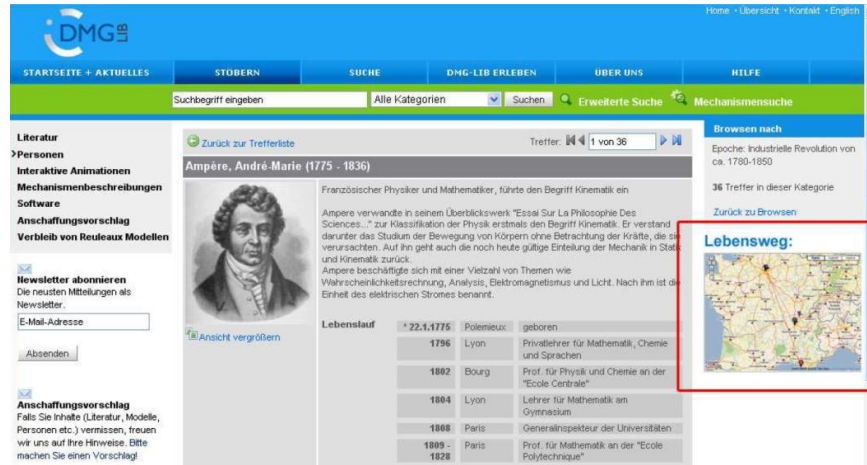 DMG LIB
Home · Übersicht · Kontakt · English
STARTSEITE + AKTUELLES
STÖBERN
SUCHE
DMG-LIB ERLEBEN
ÜBER UNS
HILFE
Suchbegriff eingeben
Alle Kategorien
Suchen
Erweiterte Suche
Mechanismensuche
Literatur
Personen
Interaktive Animationen
Mechanismenbeschreibungen
Software
Anschaffungsvorschlag
Verbleib von Reuleaux Modellen
Newsletter abonnieren
Die neusten Mitteilungen als
Newsletter.
E-Mail-Adresse
Absenden
Anschaffungsvorschlag
Falls Sie Inhalte (Literatur, Modelle,
Personen etc.) vermissen, freuen
wir uns auf Ihre Hinweise. Bitte
machen Sie einen Vorschlag!
Zurück zur Trefferliste
Treffer: 1 von 36
Ampère, André-Marie (1775 - 1836)
Ansicht vergrößern
Französischer Physiker und Mathematiker, führte den Begriff Kinematik ein
Ampere verwandte in seinem Überblickswerk "Essai Sur La Philosophie Des
Sciences..." zur Klassifikation der Physik erstmals den Begriff Kinematik. Er verstand
darunter das Studium der Bewegung von Körpern ohne Betrachtung der Kräfte, die sie
verursachten. Auf ihn geht auch die noch heute gültige Einteilung der Mechanik in Statik
und Kinematik zurück.
Ampere beschäftigte sich mit einer Vielzahl von Themen wie
Wahrscheinlichkeitsrechnung, Analysis, Elektromagnetismus und Licht. Nach ihm ist die
Einheit des elektrischen Stromes benannt.
Lebenslauf
* 22.1.1775 Polemieux geboren
1796 Lyon Privatlehrer für Mathematik, Chemie
und Sprachen
1802 Bourg Prof. für Physik und Chemie an der
"Ecole Centrale"
1804 Lyon Lehrer für Mathematik am
Gymnasium
1808 Paris Generalinspekteur der Universitäten
1809 - Paris Prof. für Mathematik an der "Ecole
1828 Polytechnique"
Browsen nach
Epoche: Industrielle Revolution von
ca. 1780-1850
36 Treffer in dieser Kategorie
Zurück zu Browsen
Lebensweg: